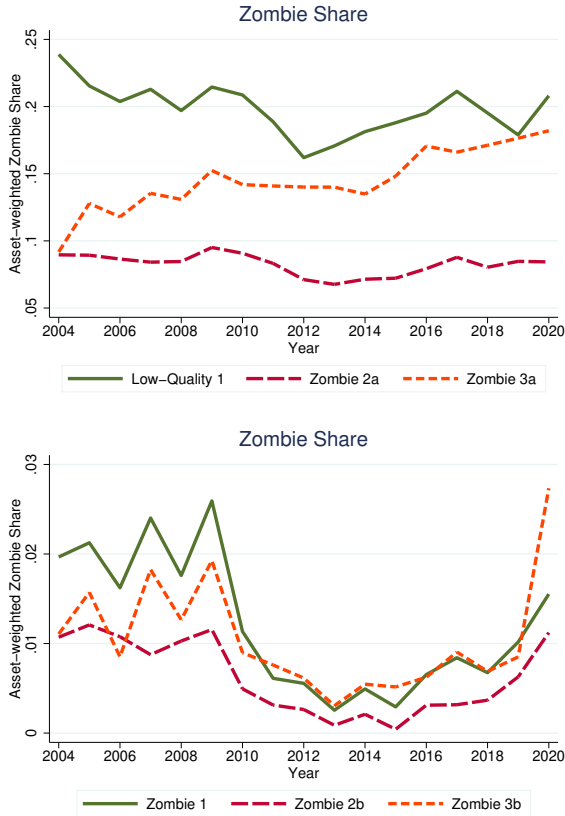 Zombie Share
Asset−weighted Zombie Share
.25
.2
.15
.1
.05
2004 2006 2008 2010 2012 2014 2016 2018 2020
Year
Low−Quality 1 Zombie 2a Zombie 3a
Zombie Share
Asset−weighted Zombie Share
.03
.02
.01
0
2004 2006 2008 2010 2012 2014 2016 2018 2020
Year
Zombie 1 Zombie 2b Zombie 3b